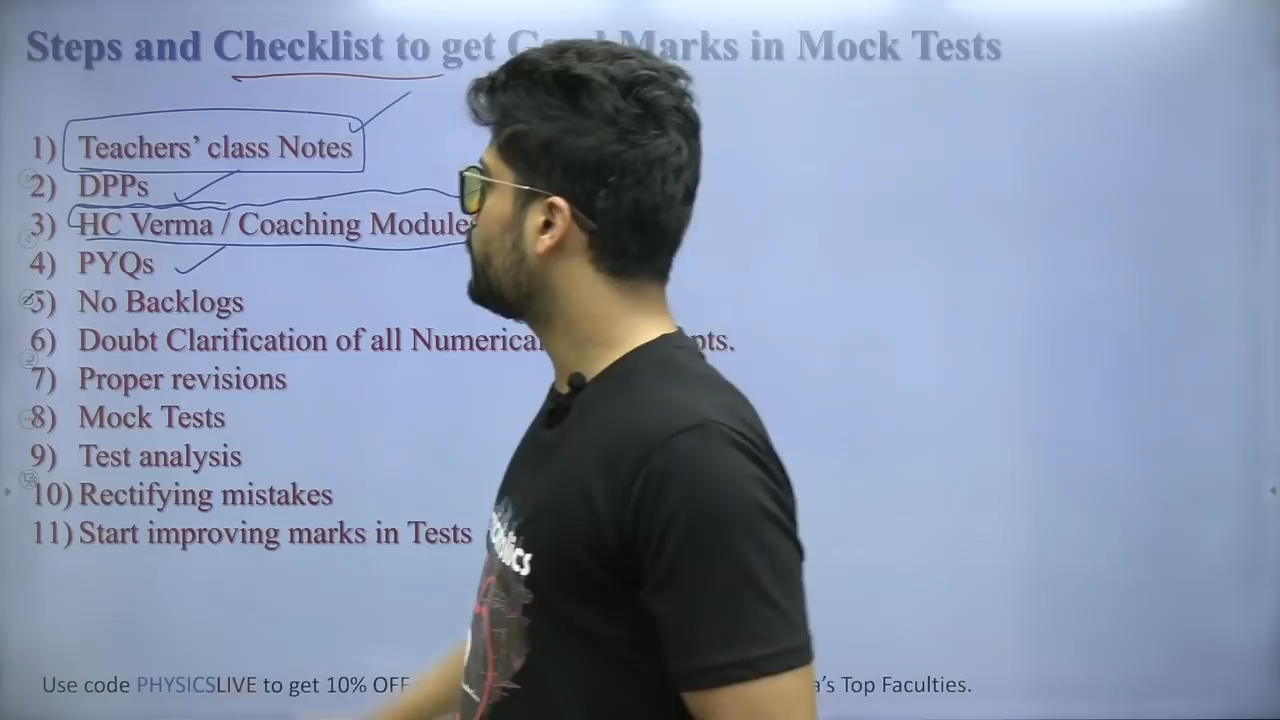 Steps and Checklist to get Marks in Mock Tests
1) Teachers’ class Notes
2) DPPs
3) HC Verma / Coaching Modules
4) PYQs
5) No Backlogs
6) Doubt Clarification of all
7) Proper revisions
8) Mock Tests
9) Test analysis
10) Rectifying mistakes
11) Start improving marks in Tests
Use code PHYSICSLIVE to get 10% OFF Top Faculties.